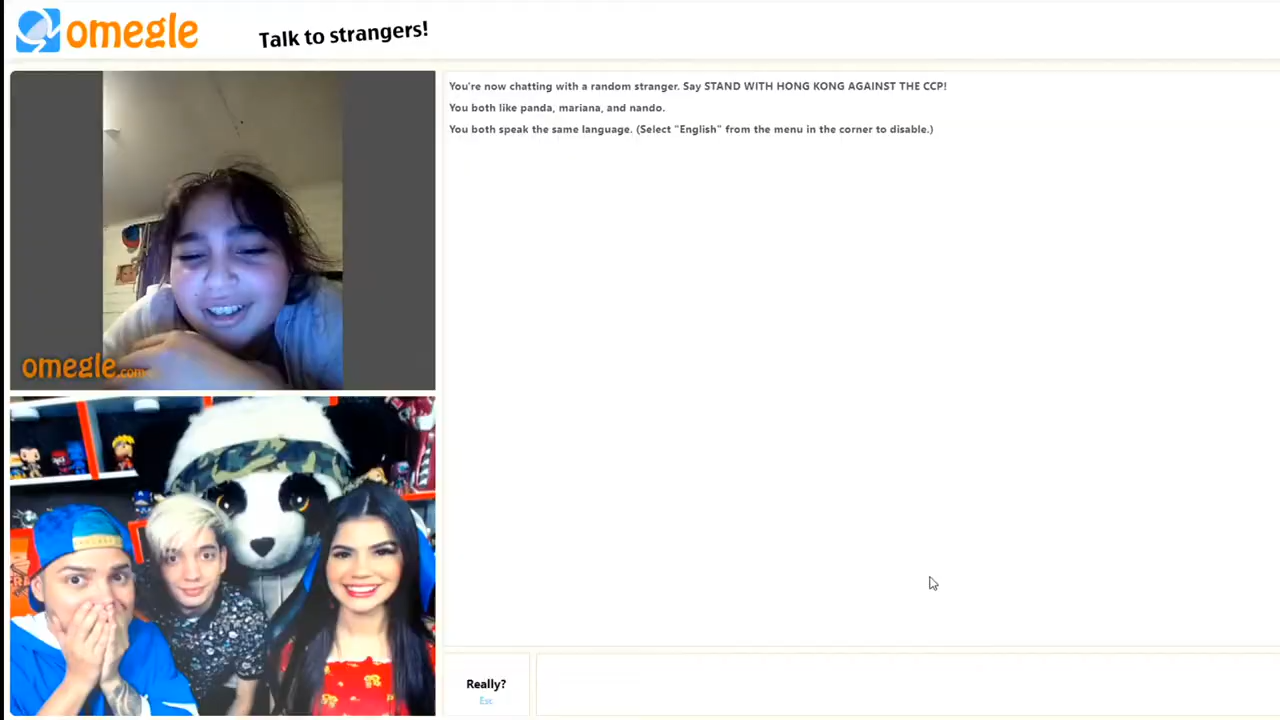 omegle
Talk to strangers!
You're now chatting with a random stranger. Say STAND WITH HONG KONG AGAINST THE CCP!
You both like panda, mariana, and nando.
You both speak the same language. (Select "English" from the menu in the corner to disable.)
omegle.com
Really?
Esc